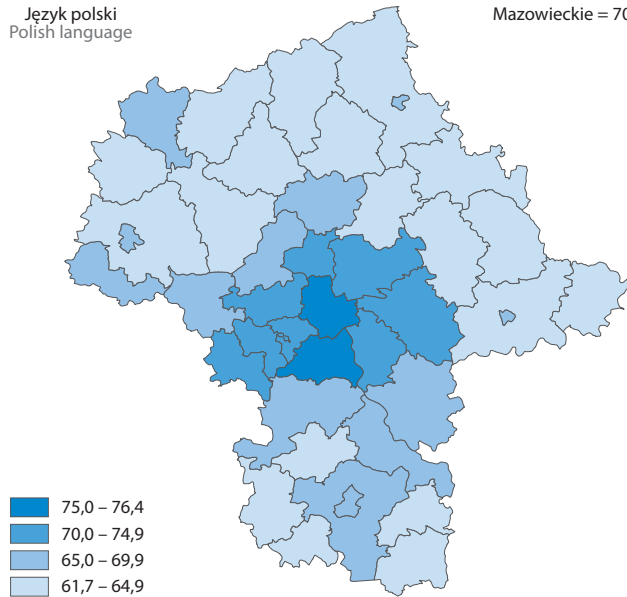 Język polski
Polish language
Mazowieckie = 70
75,0 – 76,4
70,0 – 74,9
65,0 – 69,9
61,7 – 64,9